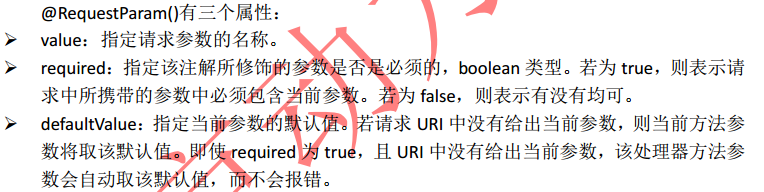 @RequestParam()有三个属性：
➢ value：指定请求参数的名称。
➢ required：指定该注解所修饰的参数是否是必须的，boolean 类型。若为 true，则表示请
求中所携带的参数中必须包含当前参数。若为 false，则表示有没有均可。
➢ defaultValue：指定当前参数的默认值。若请求 URI 中没有给出当前参数，则当前方法参
数将取该默认值。即使 required 为 true，且 URI 中没有给出当前参数，该处理器方法参
数会自动取该默认值，而不会报错。